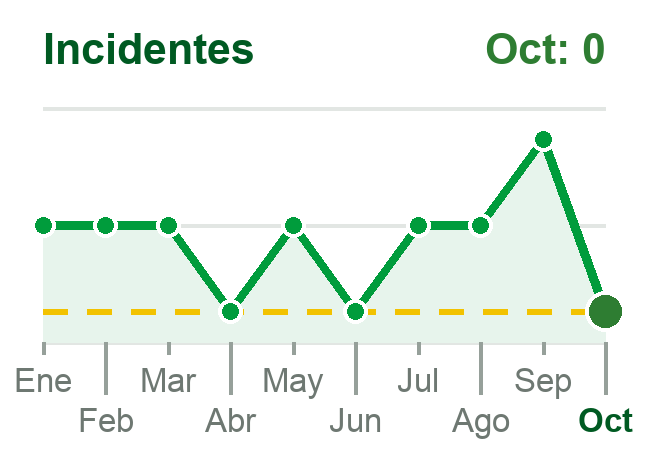 Incidentes
Oct: 0
Ene
Feb
Mar
Abr
May
Jun
Jul
Ago
Sep
Oct